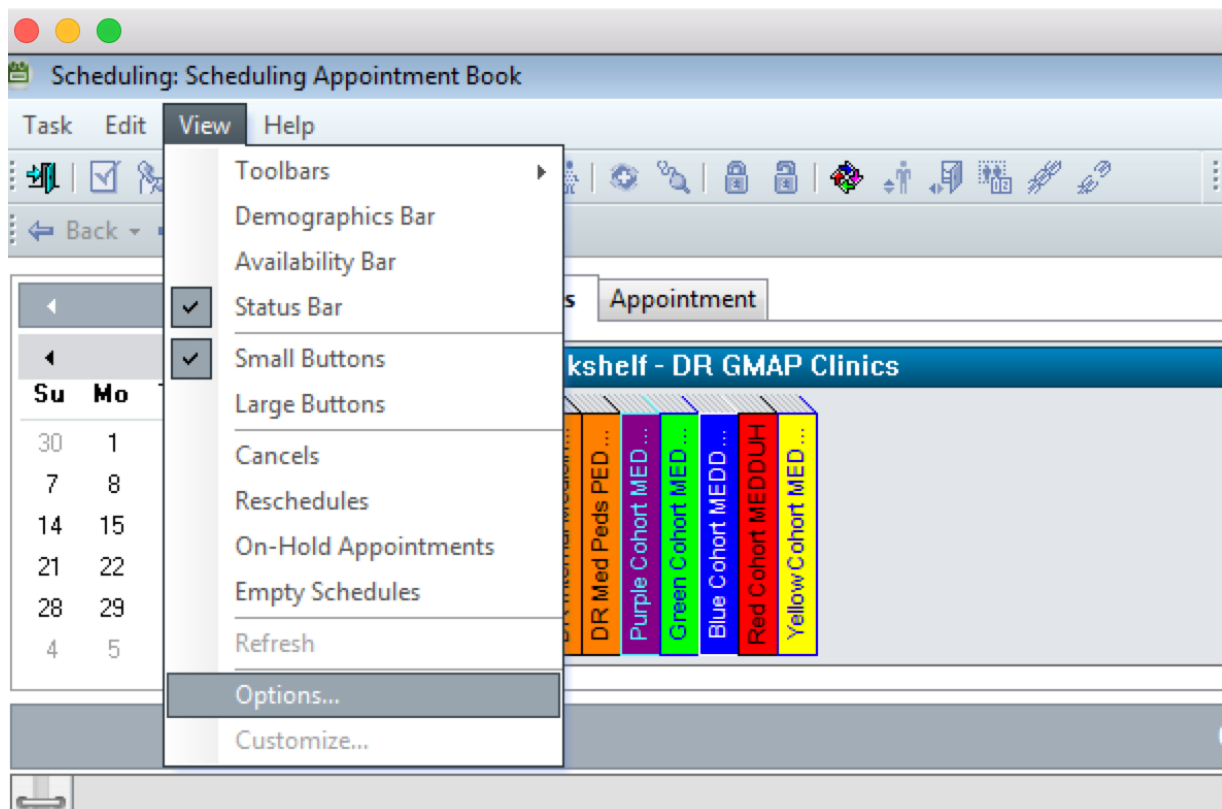 Scheduling: Scheduling Appointment Book
Task Edit View Help
Toolbars
Demographics Bar
Back
Availability Bar
Status Bar
Small Buttons
Large Buttons
Cancels
Reschedules
On-Hold Appointments
Empty Schedules
Refresh
Options...
Customize...
s Appointment
kshelf - DR GMAP Clinics
Su Mo
30 1
7 8
14 15
21 22
28 29
4 5
DR Med Peds PED ...
Purple Cohort MED ...
Green Cohort MED ...
Blue Cohort MEDD ...
Red Cohort MEDDUH
Yellow Cohort MED ...